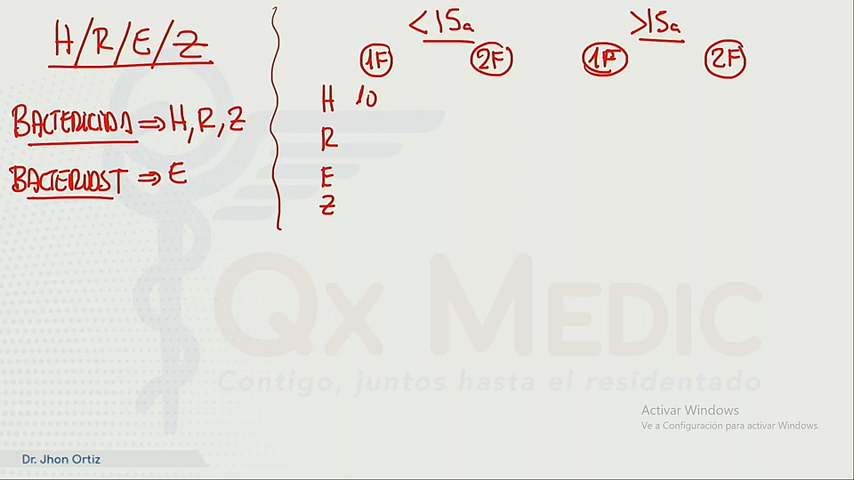 H/R/E/Z
BACTERICIDA ⇒ H, R, Z
BACTERIOST ⇒ E
<15a >15a
1F 2F 1F 2F
H 10
R
E
Z
Qx MEDIC
Contigo, juntos hasta el residentado
Activar Windows
Ve a Configuración para activar Windows.
Dr. Jhon Ortiz